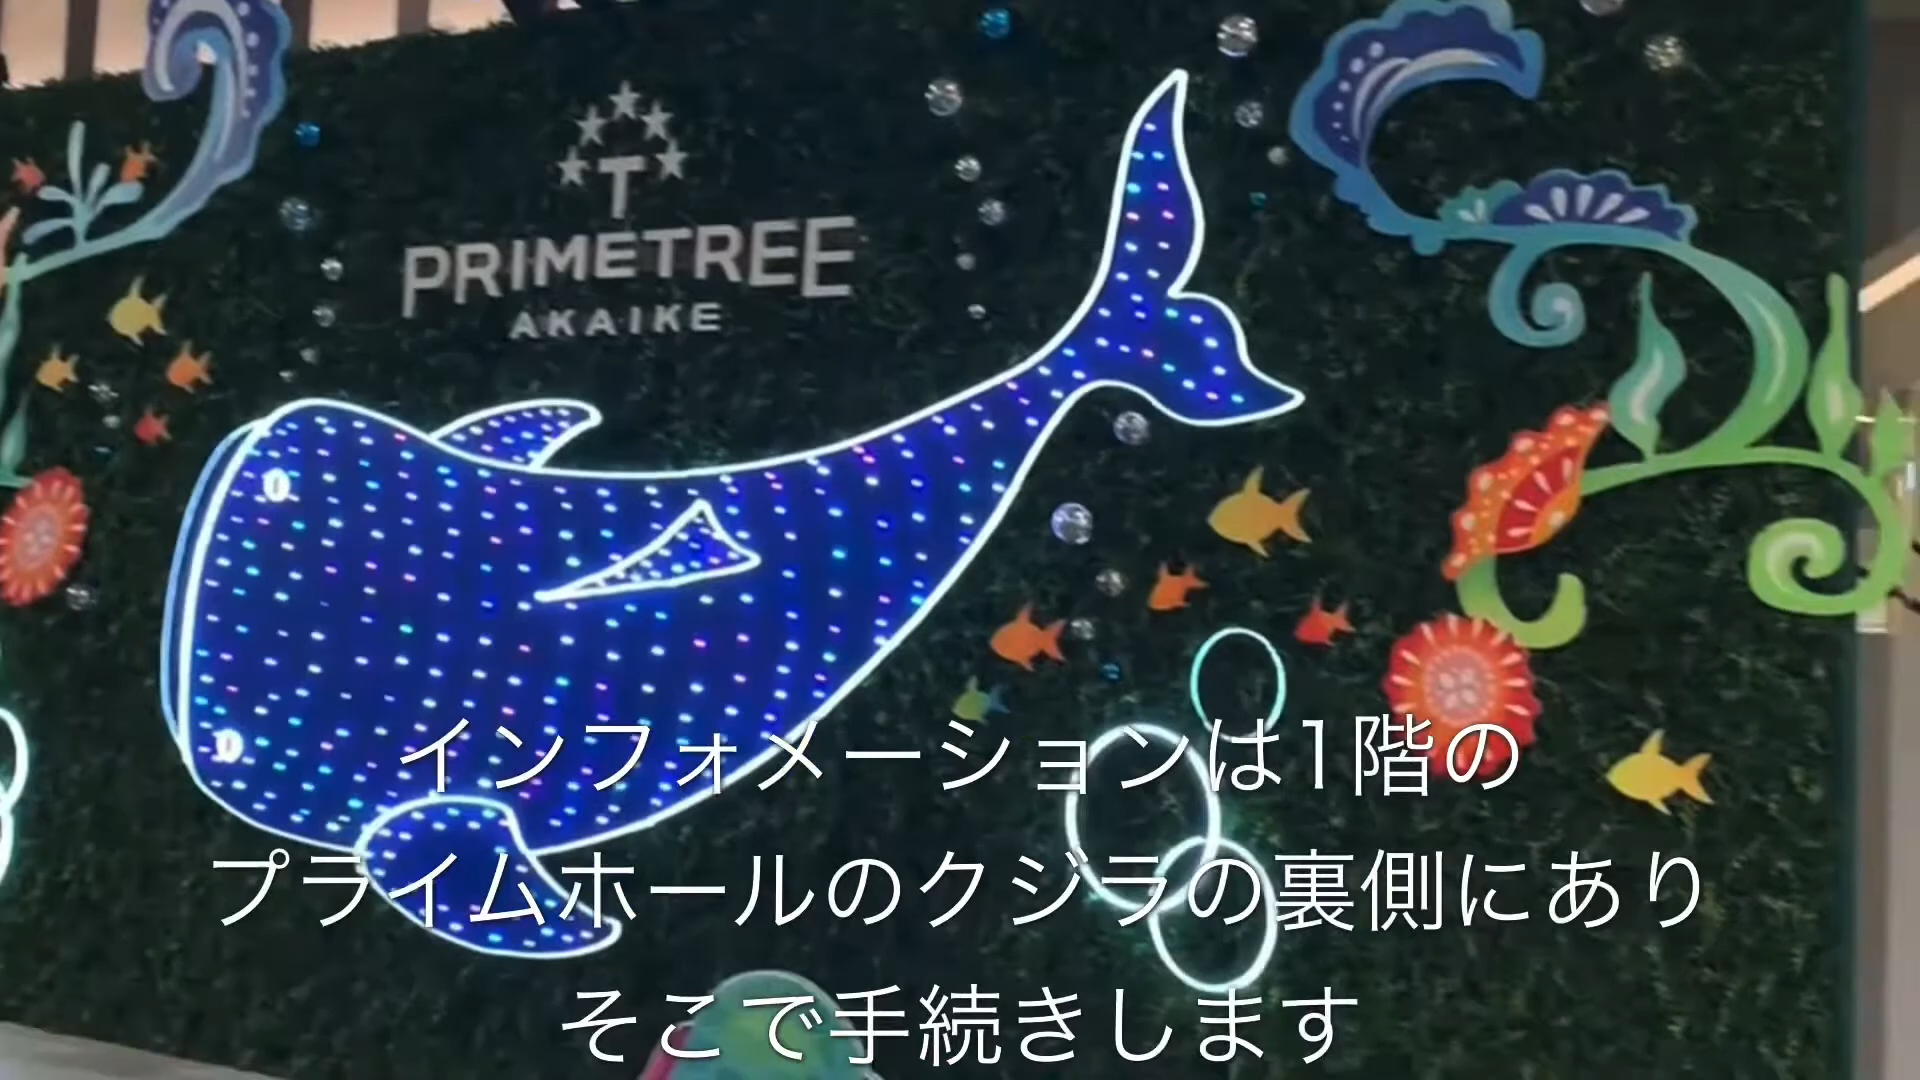 T
PRIMETREE
AKAIKE
インフォメーションは1階の
プライムホールのクジラの裏側にあり
そこで手続きします